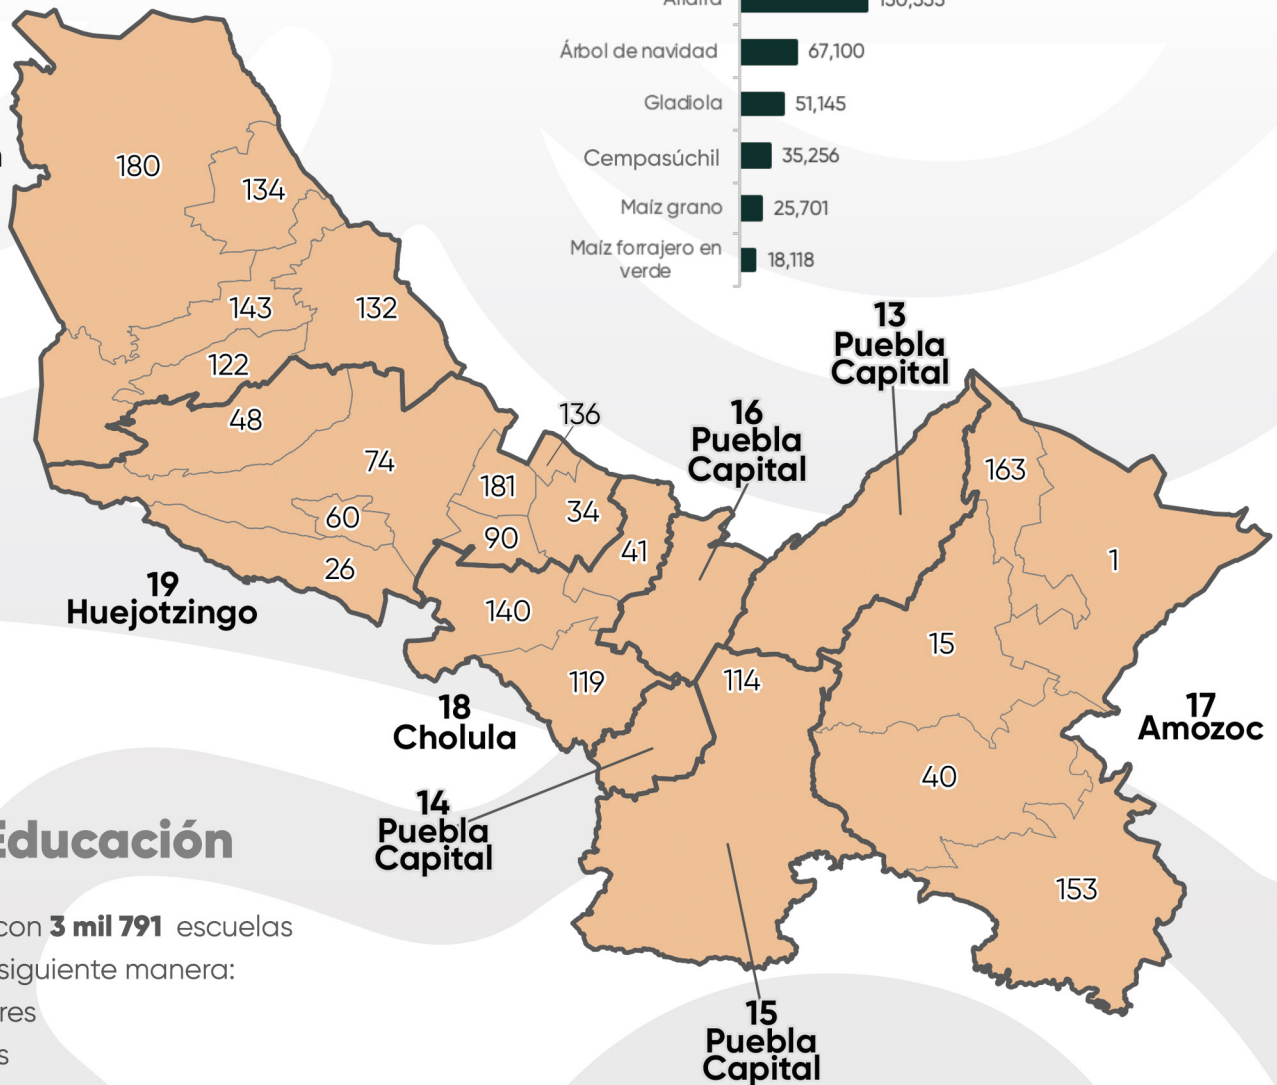 Árbol de navidad 67,100
Gladiola 51,145
Cempasúchil 35,256
Maíz grano 25,701
Maíz forrajero en
verde 18,118
180
134
143
132
122
48
74
136
181
60
34
90
41
26
19
Huejotzingo
140
119
18
Cholula
16
Puebla
Capital
13
Puebla
Capital
163
1
15
114
17
Amozoc
40
153
14
Puebla
Capital
15
Puebla
Capital
Educación
con 3 mil 791 escuelas
siguiente manera: